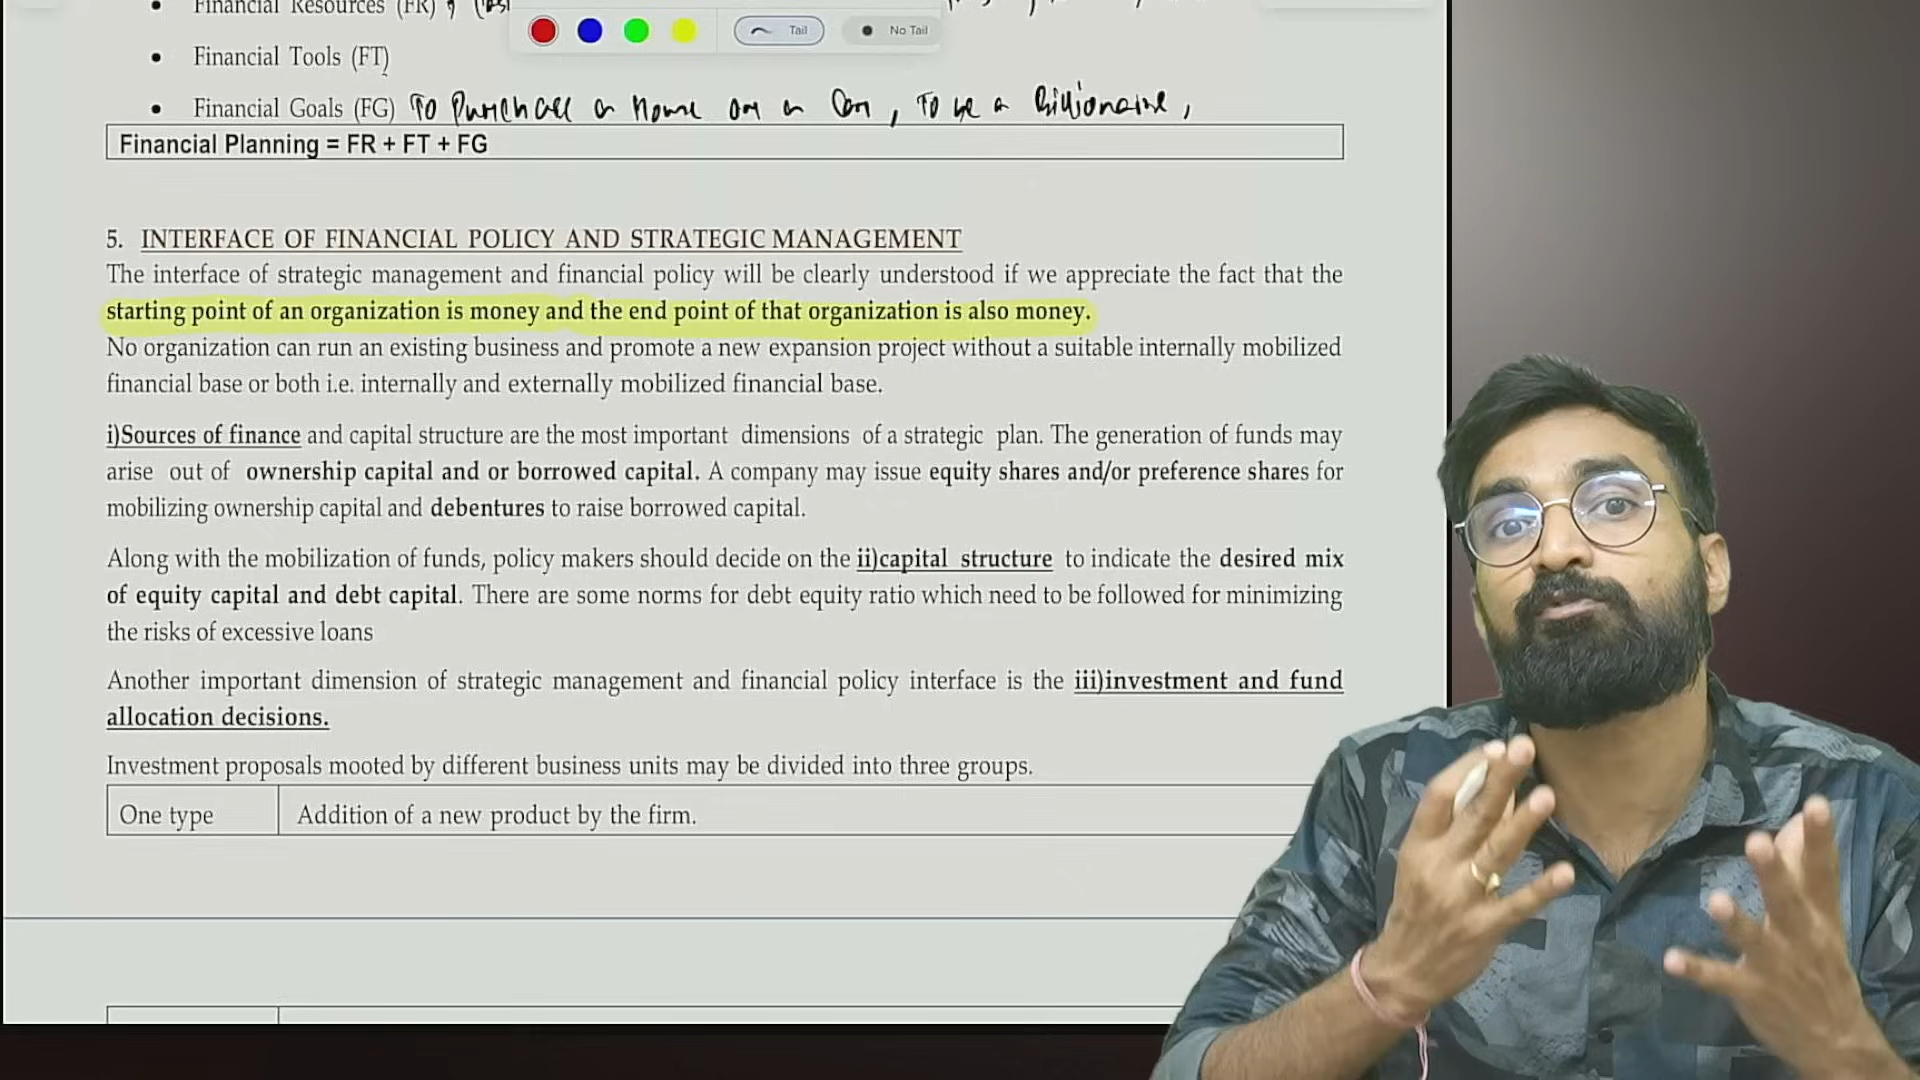 • Financial Resources (FR)
Tail
No Tail
• Financial Tools (FT)
• Financial Goals (FG) To Purchase a Home or a Car, To be a Billionaire,
Financial Planning = FR + FT + FG
5. INTERFACE OF FINANCIAL POLICY AND STRATEGIC MANAGEMENT
The interface of strategic management and financial policy will be clearly understood if we appreciate the fact that the
starting point of an organization is money and the end point of that organization is also money.
No organization can run an existing business and promote a new expansion project without a suitable internally mobilized
financial base or both i.e. internally and externally mobilized financial base.
i)Sources of finance and capital structure are the most important dimensions of a strategic plan. The generation of funds may
arise out of ownership capital and or borrowed capital. A company may issue equity shares and/or preference shares for
mobilizing ownership capital and debentures to raise borrowed capital.
Along with the mobilization of funds, policy makers should decide on the ii)capital structure to indicate the desired mix
of equity capital and debt capital. There are some norms for debt equity ratio which need to be followed for minimizing
the risks of excessive loans
Another important dimension of strategic management and financial policy interface is the iii)investment and fund
allocation decisions.
Investment proposals mooted by different business units may be divided into three groups.
One type Addition of a new product by the firm.